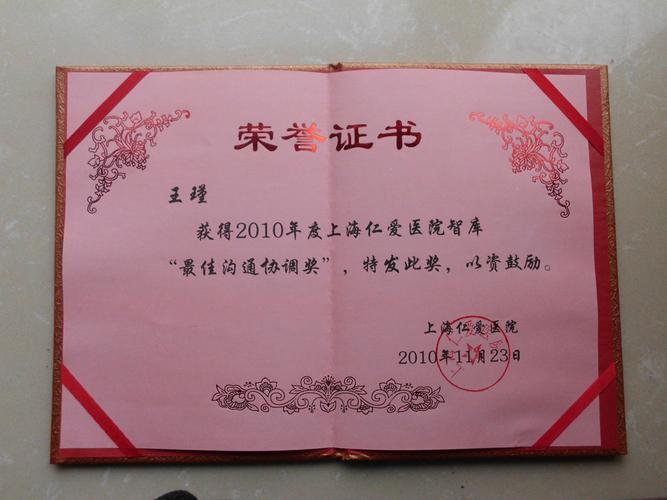 荣誉证书
王瑾
获得2010年度上海仁爱医院智库
“最佳沟通协调奖”，特发此奖，以资鼓励。
上海仁爱医院
2010年11月23日